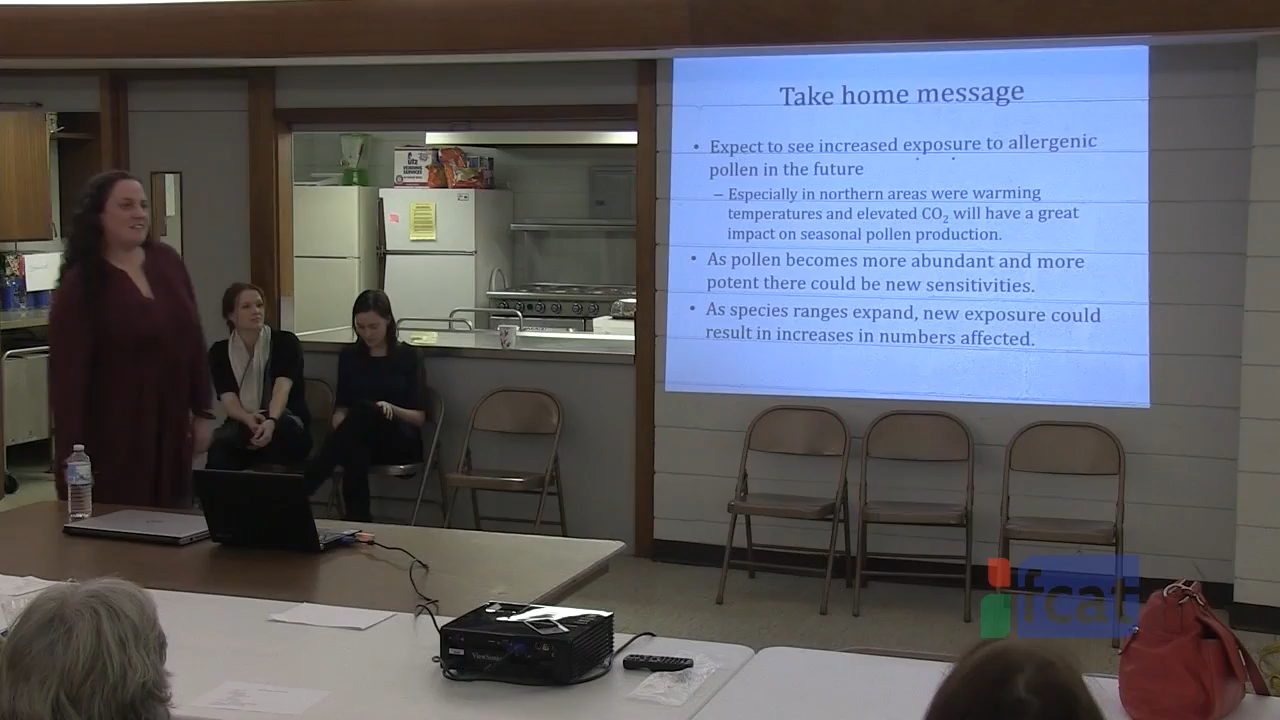 Take home message
• Expect to see increased exposure to allergenic
pollen in the future
– Especially in northern areas were warming
temperatures and elevated CO₂ will have a great
impact on seasonal pollen production.
• As pollen becomes more abundant and more
potent there could be new sensitivities.
• As species ranges expand, new exposure could
result in increases in numbers affected.
utz
ViewSonic
fcat